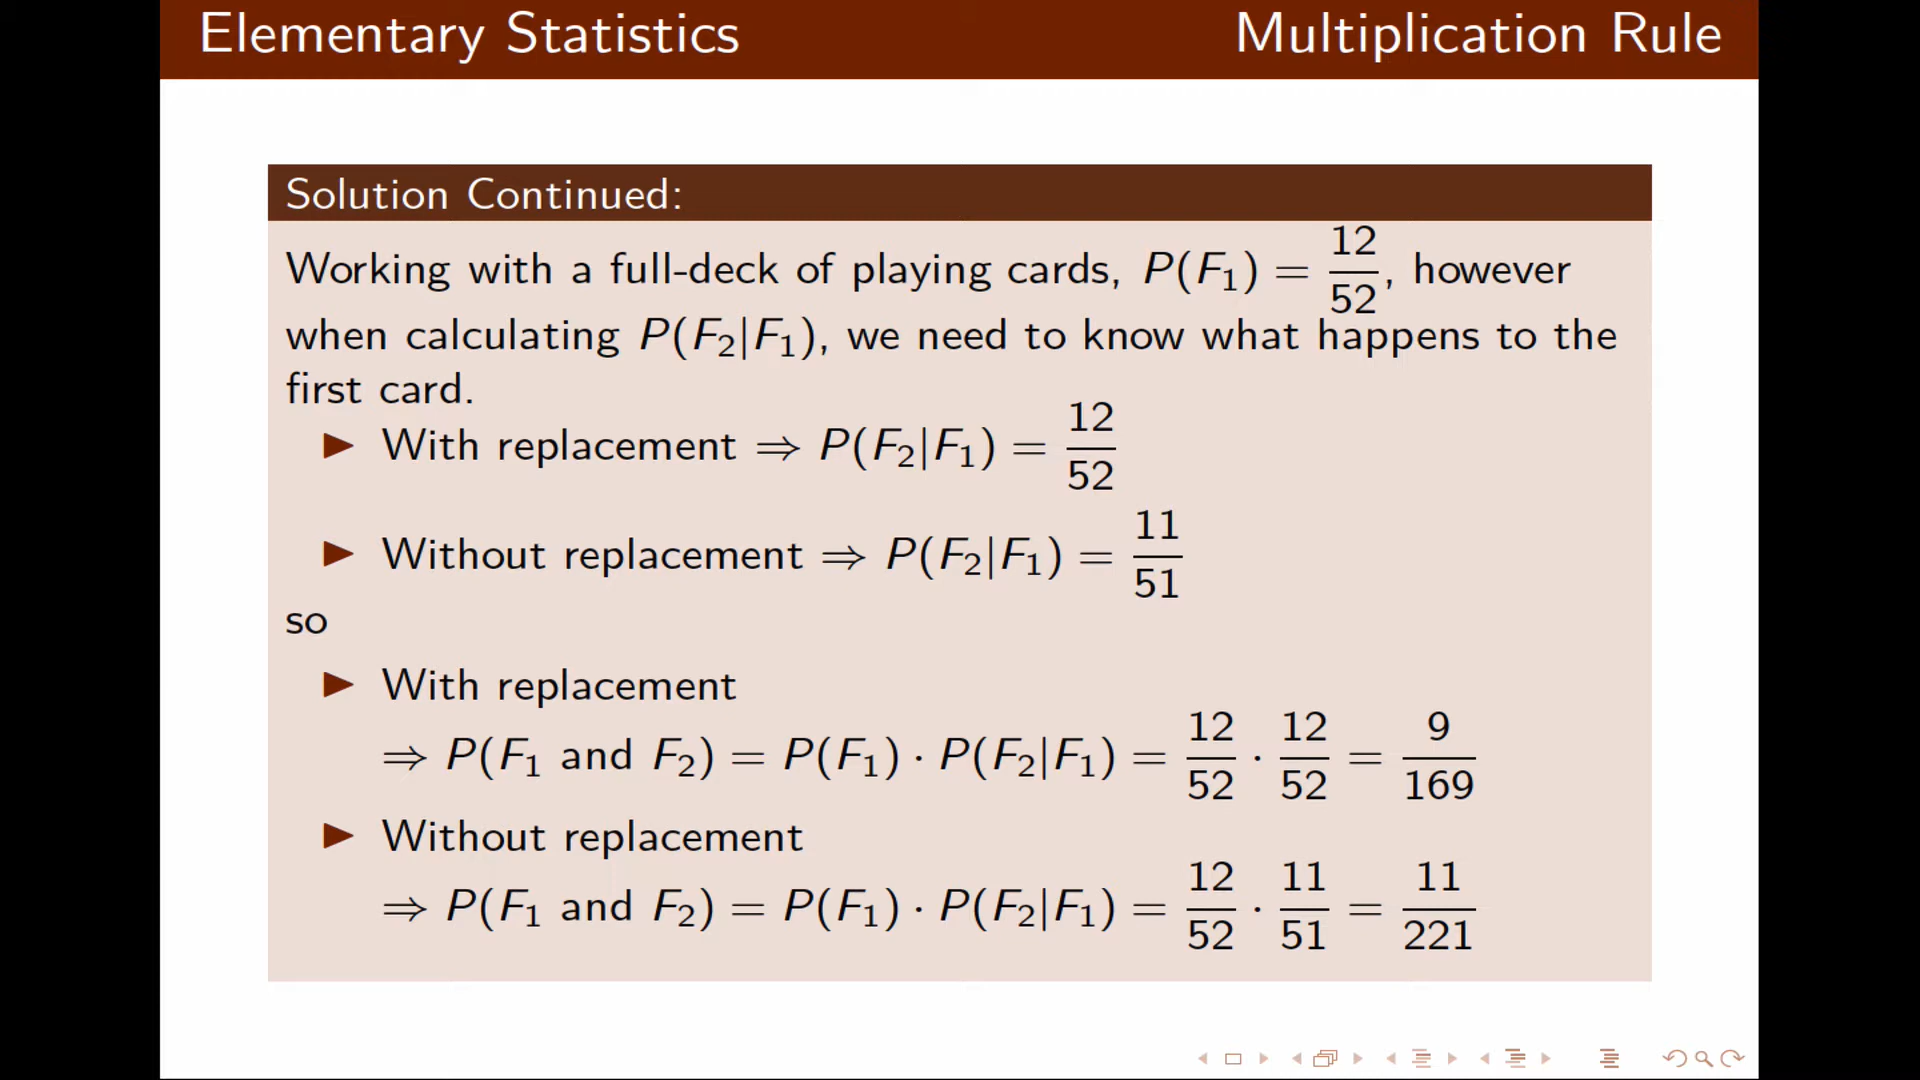 Elementary Statistics Multiplication Rule
Solution Continued:
Working with a full-deck of playing cards, P(F₁) = 12/52, however
when calculating P(F₂|F₁), we need to know what happens to the
first card.
▶ With replacement ⇒ P(F₂|F₁) = 12/52
▶ Without replacement ⇒ P(F₂|F₁) = 11/51
so
▶ With replacement
⇒ P(F₁ and F₂) = P(F₁) · P(F₂|F₁) = 12/52 · 12/52 = 9/169
▶ Without replacement
⇒ P(F₁ and F₂) = P(F₁) · P(F₂|F₁) = 12/52 · 11/51 = 11/221